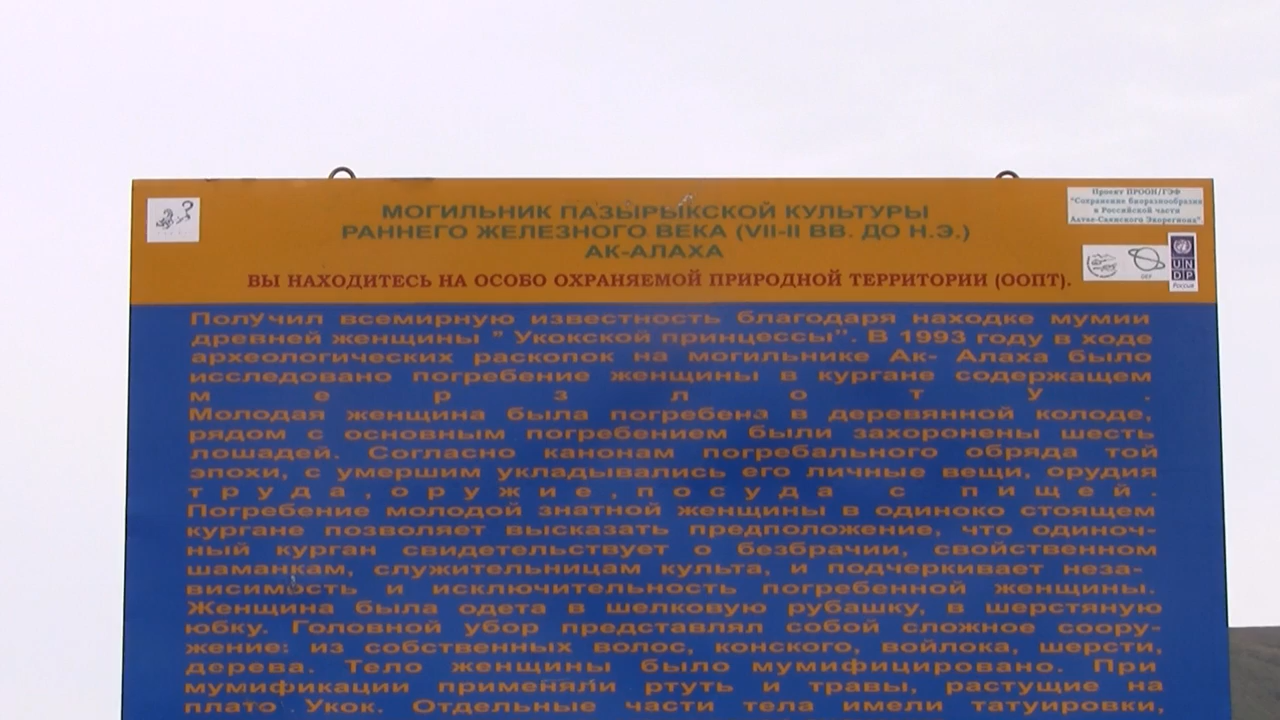 МОГИЛЬНИК ПАЗЫРЫКСКОЙ КУЛЬТУРЫ
РАННЕГО ЖЕЛЕЗНОГО ВЕКА (VII-II ВВ. ДО Н.Э.)
АК-АЛАХА
ВЫ НАХОДИТЕСЬ НА ОСОБО ОХРАНЯЕМОЙ ПРИРОДНОЙ ТЕРРИТОРИИ (ООПТ).
Проект ПРООН/ГЭФ
"Сохранение биоразнообразия
в Российской части
Алтае-Саянского Экорегиона"
GEF
UN
DP
Россия
Получил всемирную известность благодаря находке мумии
древней женщины " Укокской принцессы". В 1993 году в ходе
археологических раскопок на могильнике Ак- Алаха было
исследовано погребение женщины в кургане содержащем
м е р з л о т у .
Молодая женщина была погребена в деревянной колоде,
рядом с основным погребением были захоронены шесть
лошадей. Согласно канонам погребального обряда той
эпохи, с умершим укладывались его личные вещи, орудия
т р у д а , о р у ж и е , п о с у д а с п и щ е й .
Погребение молодой знатной женщины в одиноко стоящем
кургане позволяет высказать предположение, что одиноч-
ный курган свидетельствует о безбрачии, свойственном
шаманкам, служительницам культа, и подчеркивает неза-
висимость и исключительность погребенной женщины.
Женщина была одета в шелковую рубашку, в шерстяную
юбку. Головной убор представлял собой сложное соору-
жение: из собственных волос, конского, войлока, шерсти,
дерева. Тело женщины было мумифицировано. При
мумификации применяли ртуть и травы, растущие на
плато Укок. Отдельные части тела имели татуировки,